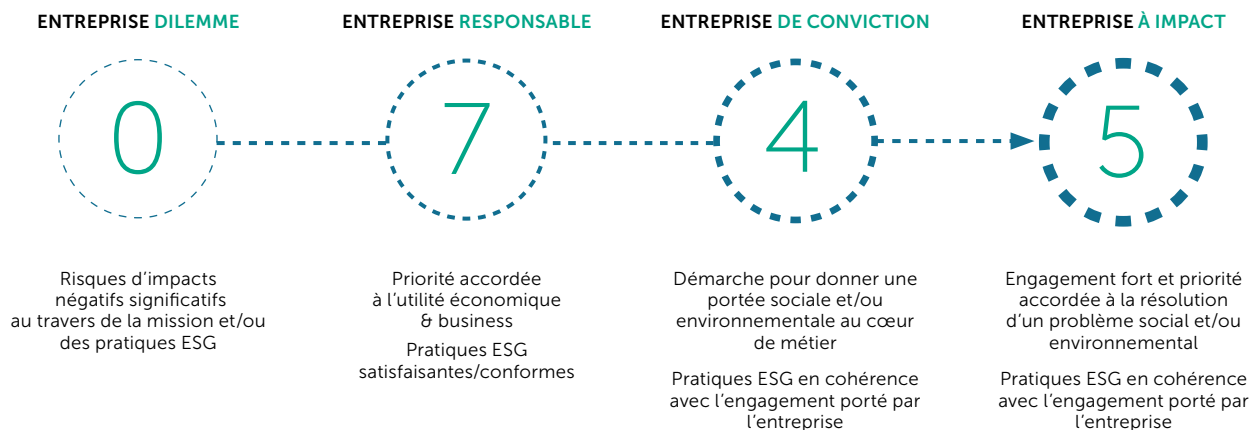 ENTREPRISE DILEMME
0
Risques d’impacts
négatifs significatifs
au travers de la mission et/ou
des pratiques ESG
ENTREPRISE RESPONSABLE
7
Priorité accordée
à l’utilité économique
& business
Pratiques ESG
satisfaisantes/conformes
ENTREPRISE DE CONVICTION
4
Démarche pour donner une
portée sociale et/ou
environnementale au cœur
de métier
Pratiques ESG en cohérence
avec l’engagement porté par
l’entreprise
ENTREPRISE À IMPACT
5
Engagement fort et priorité
accordée à la résolution
d’un problème social et/ou
environnemental
Pratiques ESG en cohérence
avec l’engagement porté par
l’entreprise